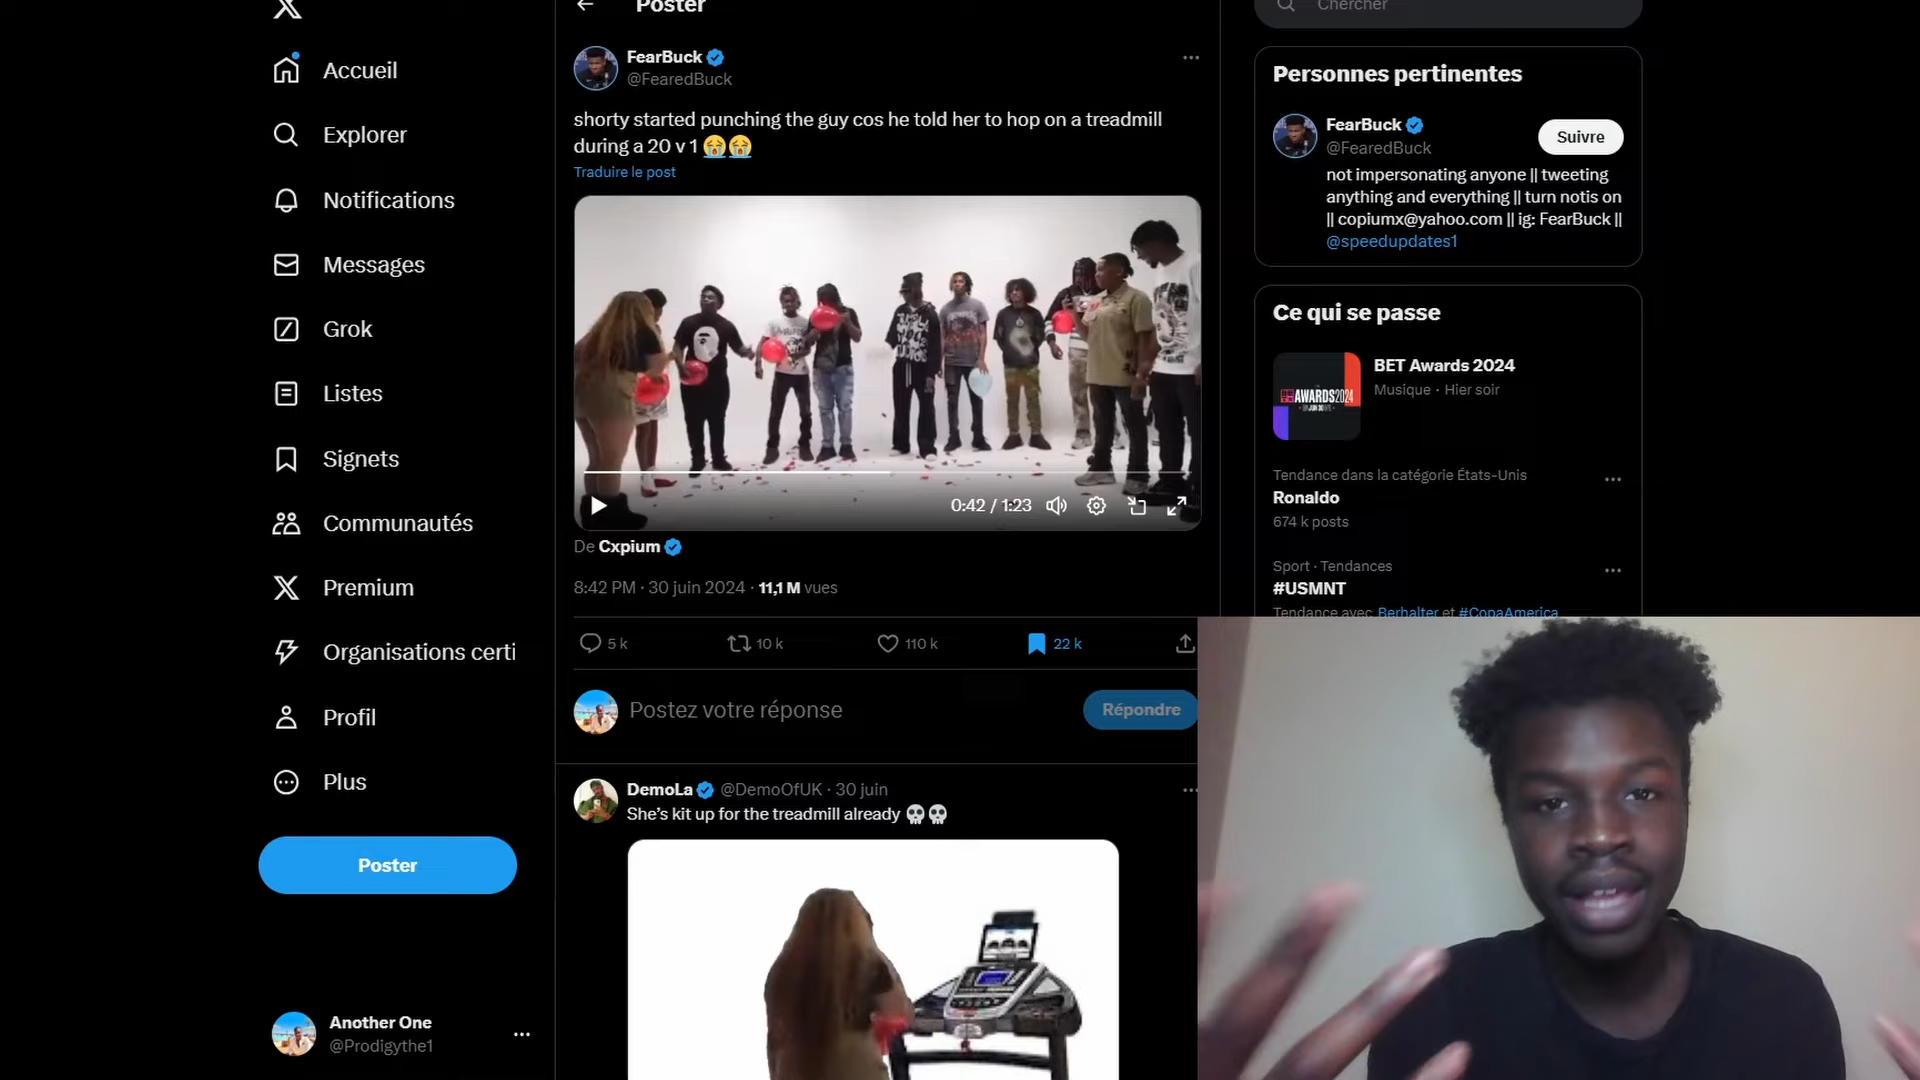 Accueil
Explorer
Notifications
Messages
Grok
Listes
Signets
Communautés
Premium
Organisations certi
Profil
Plus
Poster
Another One
@Prodigythe1
Poster
FearBuck
@FearedBuck
shorty started punching the guy cos he told her to hop on a treadmill
during a 20 v 1 😭😭
Traduire le post
0:42 / 1:23
De Cxpium
8:42 PM · 30 juin 2024 · 11,1 M vues
5 k
10 k
110 k
22 k
Postez votre réponse
Répondre
DemoLa @DemoOfUK · 30 juin
She’s kit up for the treadmill already 💀💀
Chercher
Personnes pertinentes
FearBuck
@FearedBuck
Suivre
not impersonating anyone || tweeting
anything and everything || turn notis on
|| copiumx@yahoo.com || ig: FearBuck ||
@speedupdates1
Ce qui se passe
AWARDS2024
BET Awards 2024
Musique · Hier soir
Tendance dans la catégorie États-Unis
Ronaldo
674 k posts
Sport · Tendances
#USMNT
Tendance avec Berhalter et #CopaAmerica